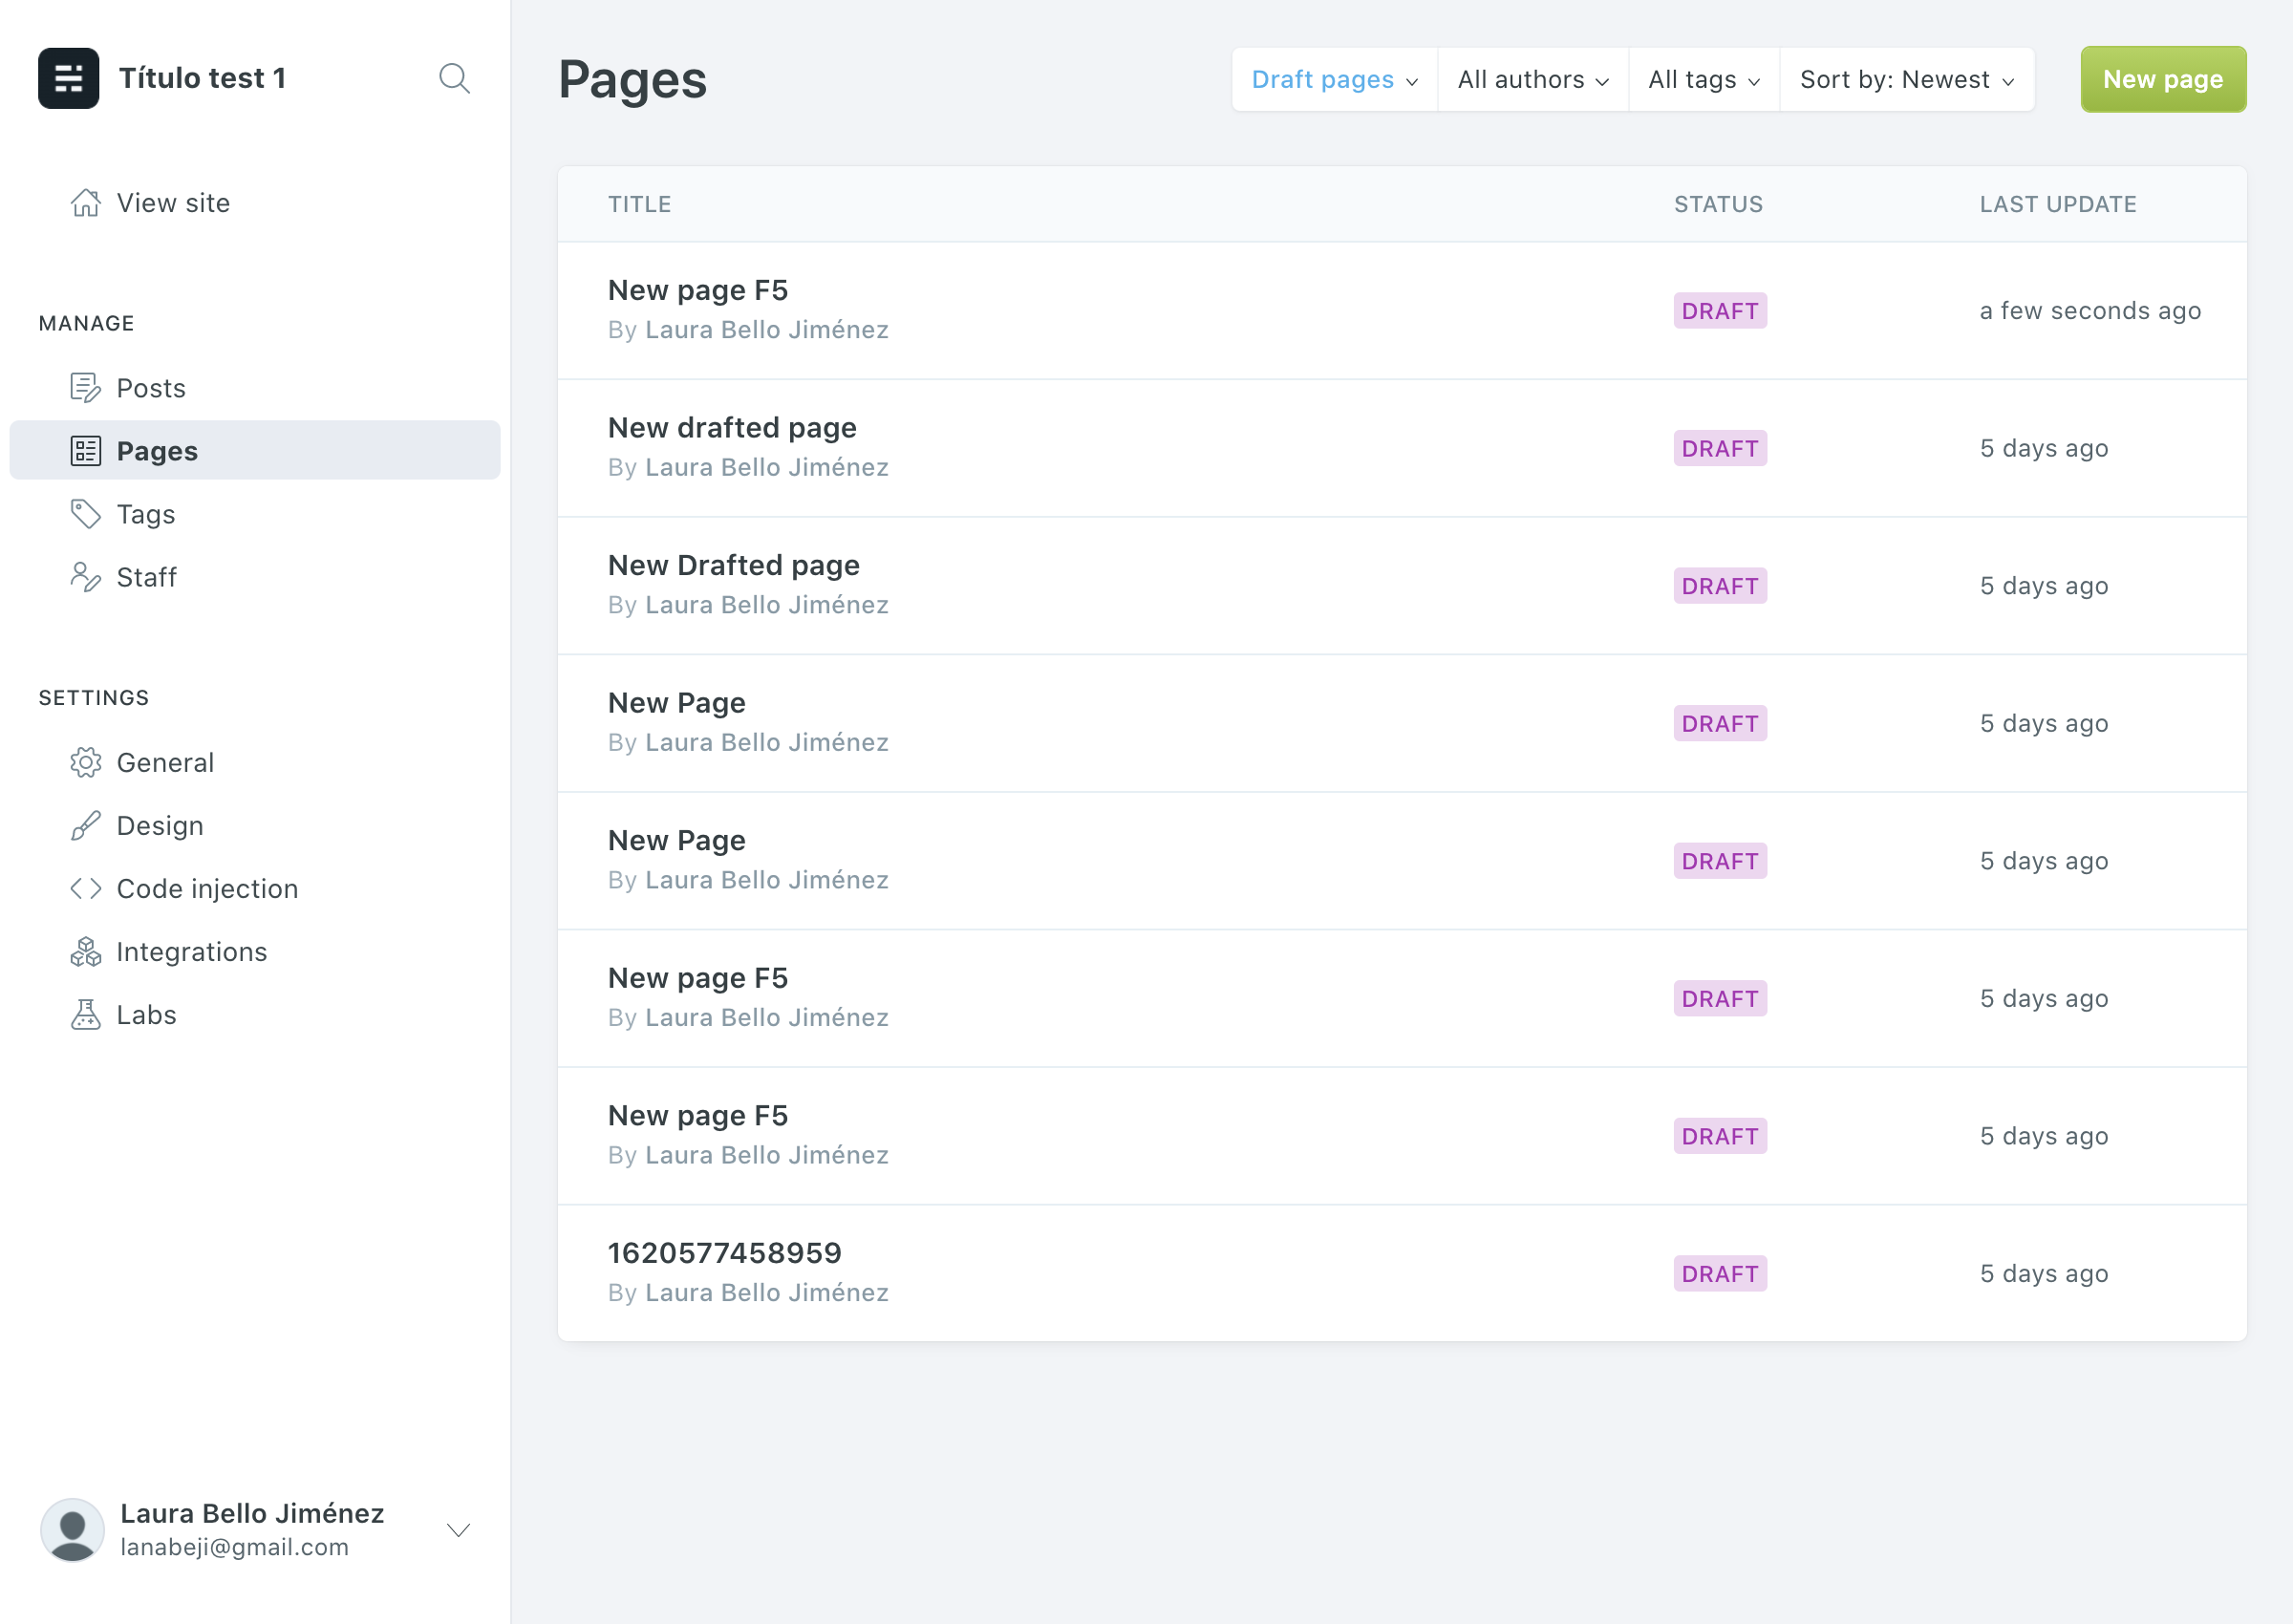 Título test 1
View site
MANAGE
Posts
Pages
Tags
Staff
SETTINGS
General
Design
Code injection
Integrations
Labs
Laura Bello Jiménez
lanabeji@gmail.com
Pages
Draft pages
All authors
All tags
Sort by: Newest
New page
TITLE STATUS LAST UPDATE
New page F5
By Laura Bello Jiménez
DRAFT
a few seconds ago
New drafted page
By Laura Bello Jiménez
DRAFT
5 days ago
New Drafted page
By Laura Bello Jiménez
DRAFT
5 days ago
New Page
By Laura Bello Jiménez
DRAFT
5 days ago
New Page
By Laura Bello Jiménez
DRAFT
5 days ago
New page F5
By Laura Bello Jiménez
DRAFT
5 days ago
New page F5
By Laura Bello Jiménez
DRAFT
5 days ago
1620577458959
By Laura Bello Jiménez
DRAFT
5 days ago